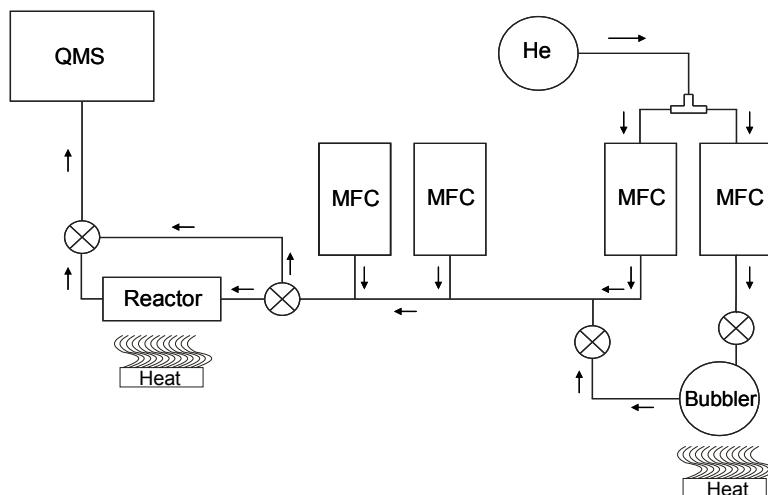 QMS
He
MFC
MFC
MFC
MFC
Reactor
Heat
Bubbler
Heat